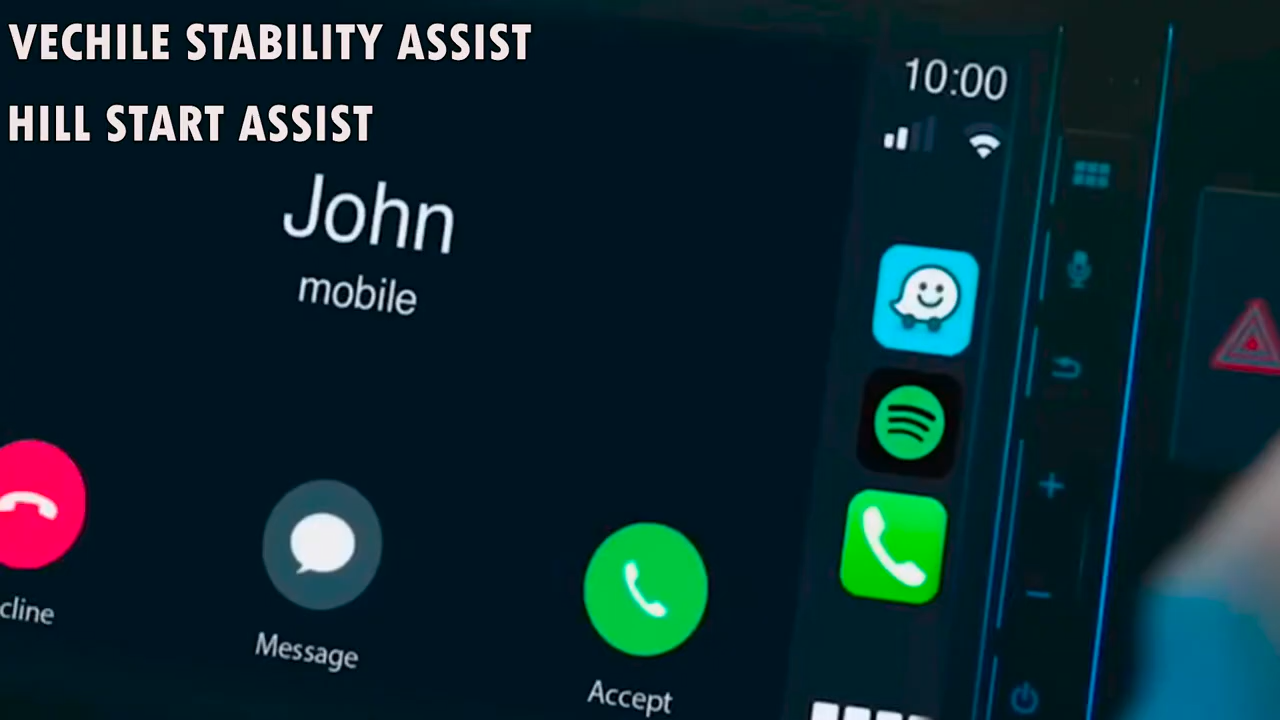 VECHILE STABILITY ASSIST
10:00
HILL START ASSIST
John
mobile
cline
Message
Accept